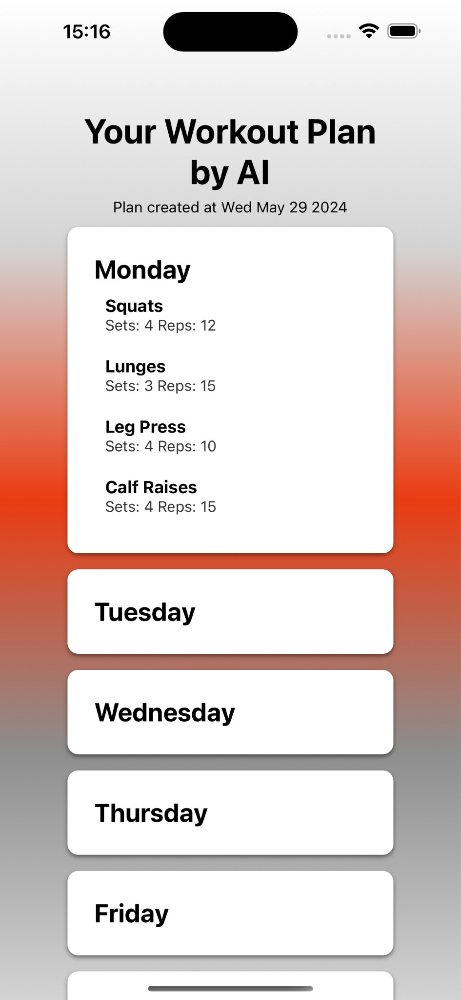 15:16
Your Workout Plan
by AI
Plan created at Wed May 29 2024
Monday
Squats
Sets: 4 Reps: 12
Lunges
Sets: 3 Reps: 15
Leg Press
Sets: 4 Reps: 10
Calf Raises
Sets: 4 Reps: 15
Tuesday
Wednesday
Thursday
Friday